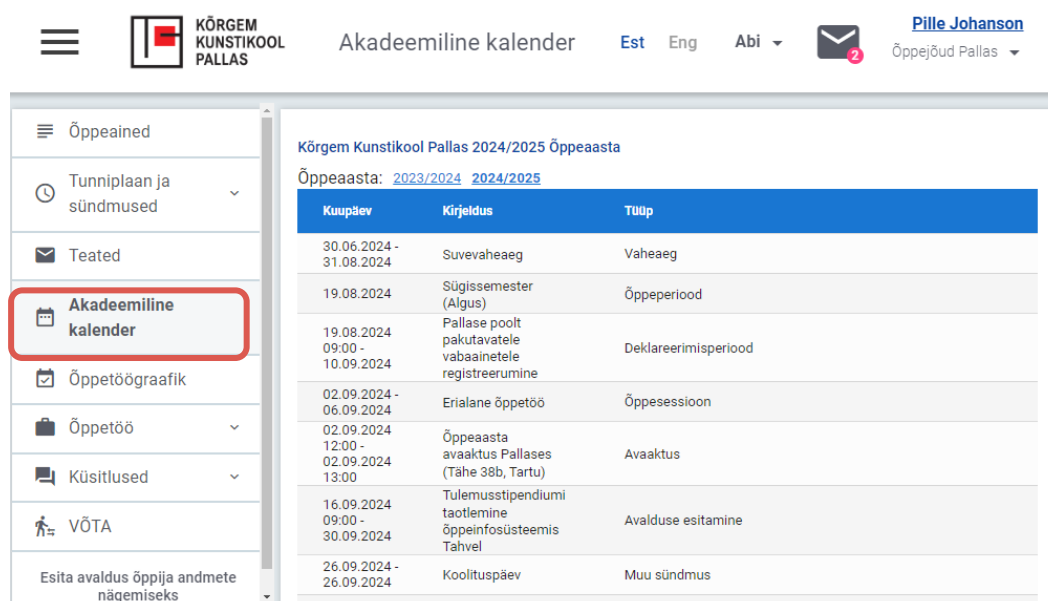 KÕRGEM
KUNSTIKOOL
PALLAS
Akadeemiline kalender
Est Eng
Abi
2
Pille Johanson
Õppejõud Pallas
Õppeained
Tunniplaan ja
sündmused
Teated
Akadeemiline
kalender
Õppetöögraafik
Õppetöö
Küsitlused
VÕTA
Esita avaldus õppija andmete
nägemiseks
Kõrgem Kunstikool Pallas 2024/2025 Õppeaasta
Õppeaasta: 2023/2024 2024/2025
Kuupäev Kirjeldus Tüüp
30.06.2024 -
31.08.2024
Suvevaheaeg
Vaheaeg
19.08.2024
Sügissemester
(Algus)
Õppeperiood
19.08.2024
09:00 -
10.09.2024
Pallase poolt
pakutavatele
vabaainetele
registreerumine
Deklareerimisperiood
02.09.2024 -
06.09.2024
Erialane õppetöö
Õppesessioon
02.09.2024
12:00 -
02.09.2024
13:00
Õppeaasta
avaaktus Pallases
(Tähe 38b, Tartu)
Avaaktus
16.09.2024
09:00 -
30.09.2024
Tulemusstipendiumi
taotlemine
õppeinfosüsteemis
Tahvel
Avalduse esitamine
26.09.2024 -
26.09.2024
Koolituspäev
Muu sündmus